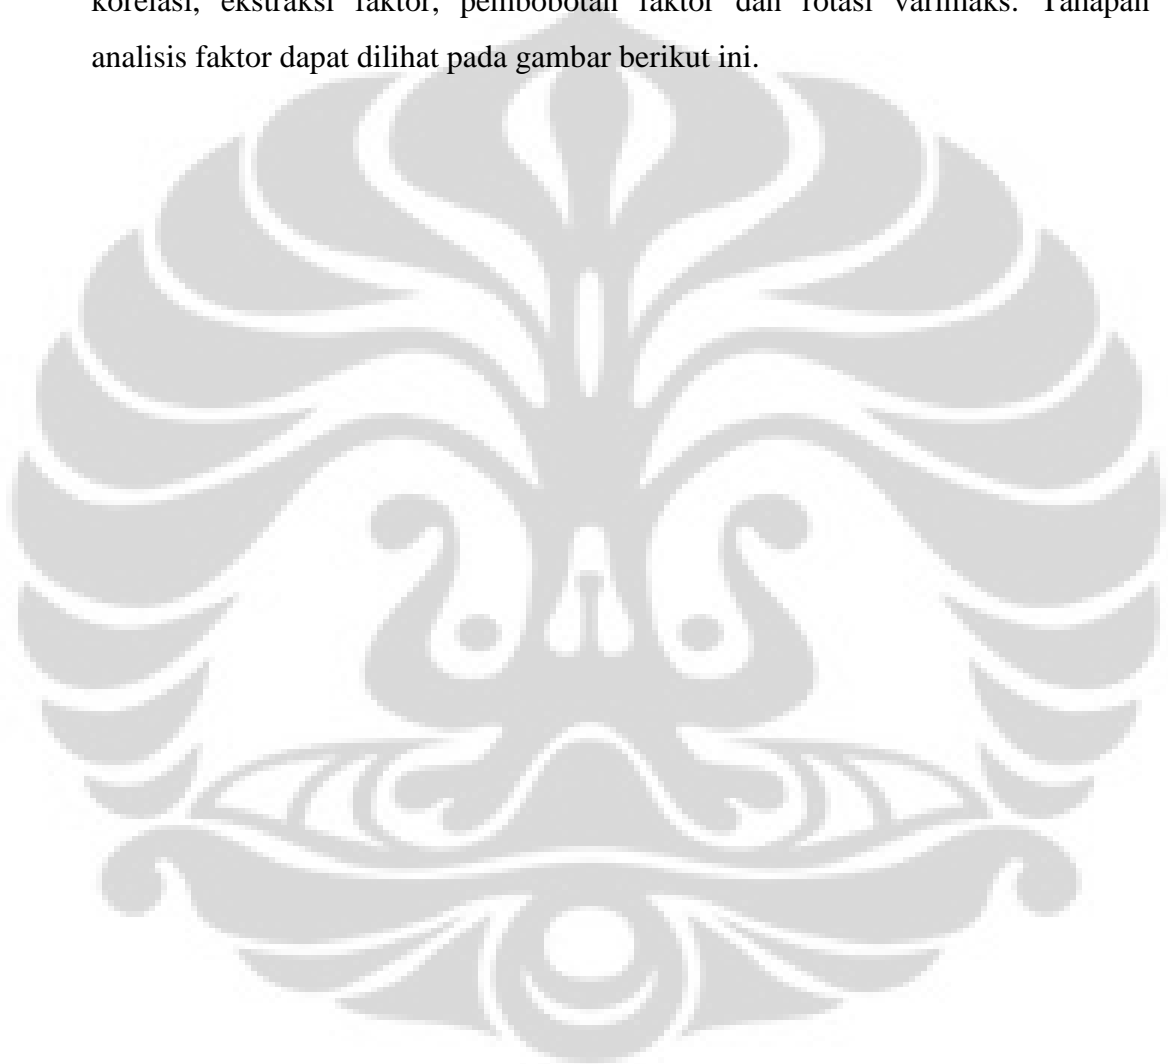 korelasi, ekstraksi faktor, pembobotan faktor dan rotasi varimaks. Tahapan
analisis faktor dapat dilihat pada gambar berikut ini.